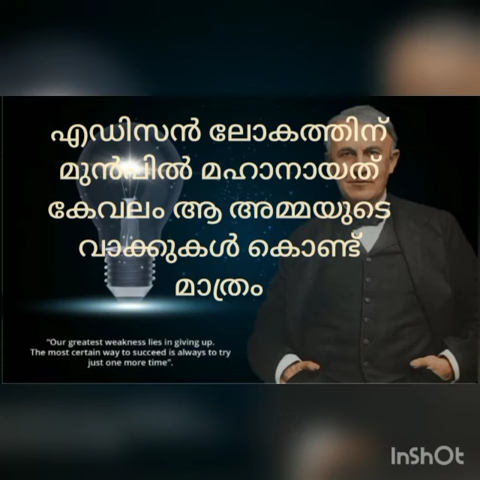 എഡിസൻ ലോകത്തിന്
മുൻപിൽ മഹാനായത്
കേവലം ആ അമ്മയുടെ
വാക്കുകൾ കൊണ്ട്
മാത്രം
"Our greatest weakness lies in giving up.
The most certain way to succeed is always to try
just one more time".
InShOt